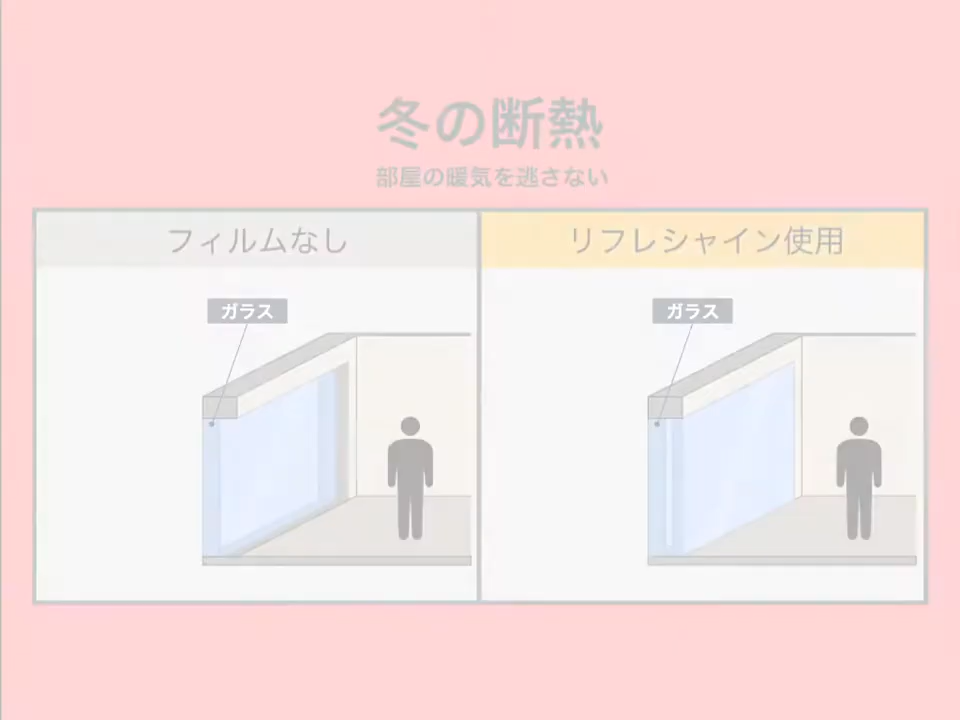 冬の断熱
部屋の暖気を逃さない
フィルムなし
リフレシャイン使用
ガラス
ガラス